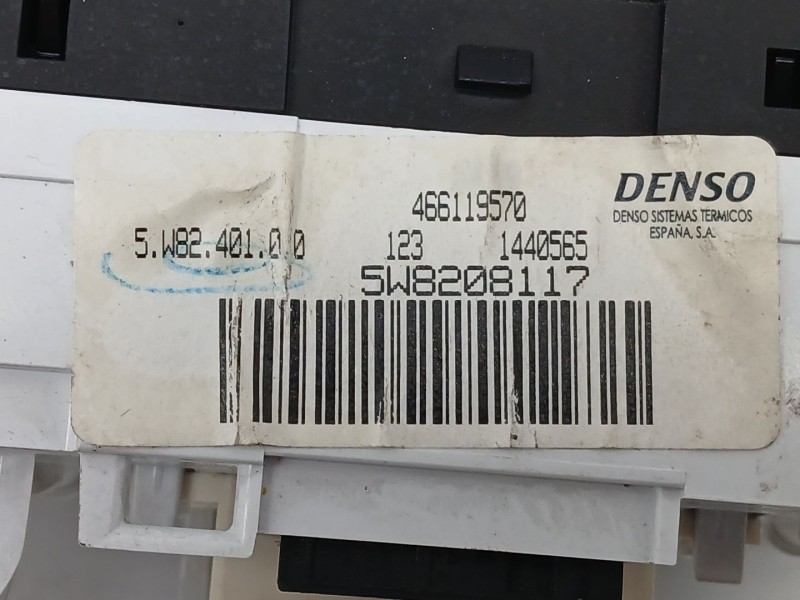 466119570
5.W82.401.0 0
123 1440565
5W8208117
DENSO
DENSO SISTEMAS TERMICOS
ESPAÑA, S.A.